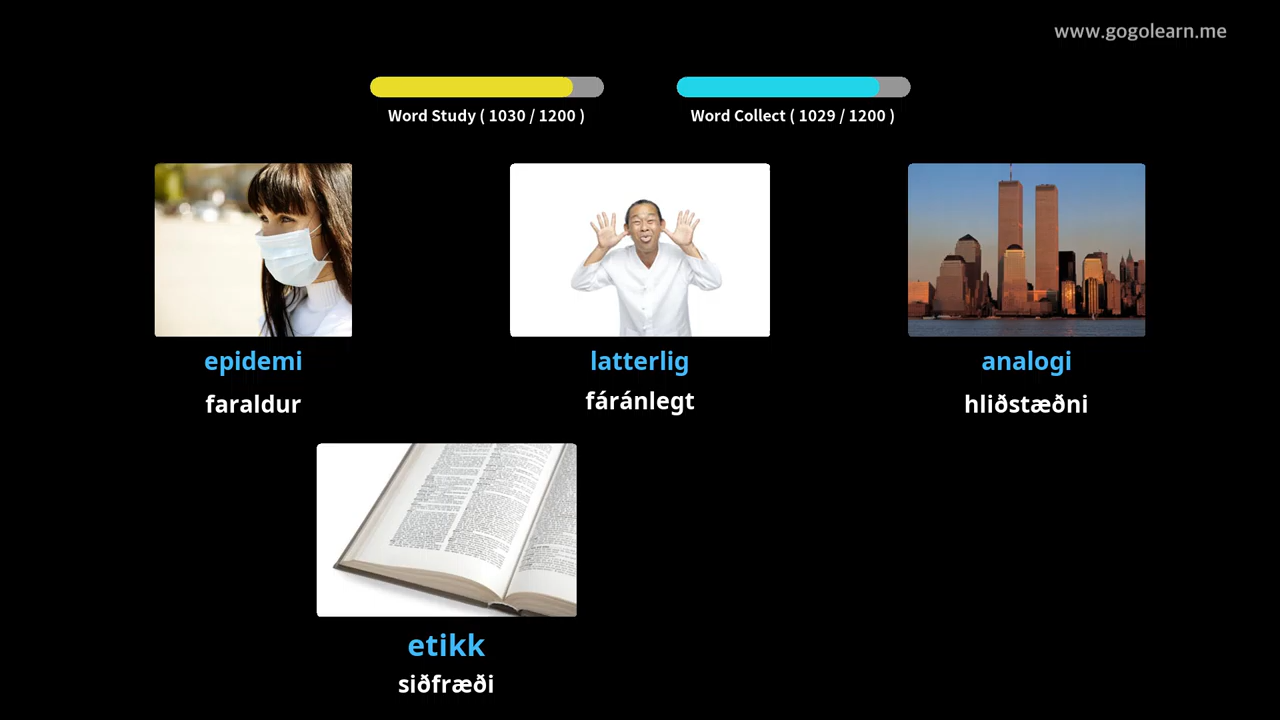 www.gogolearn.me
Word Study ( 1030 / 1200 )
Word Collect ( 1029 / 1200 )
epidemi
faraldur
latterlig
fáránlegt
analogi
hliðstæðni
etikk
siðfræði